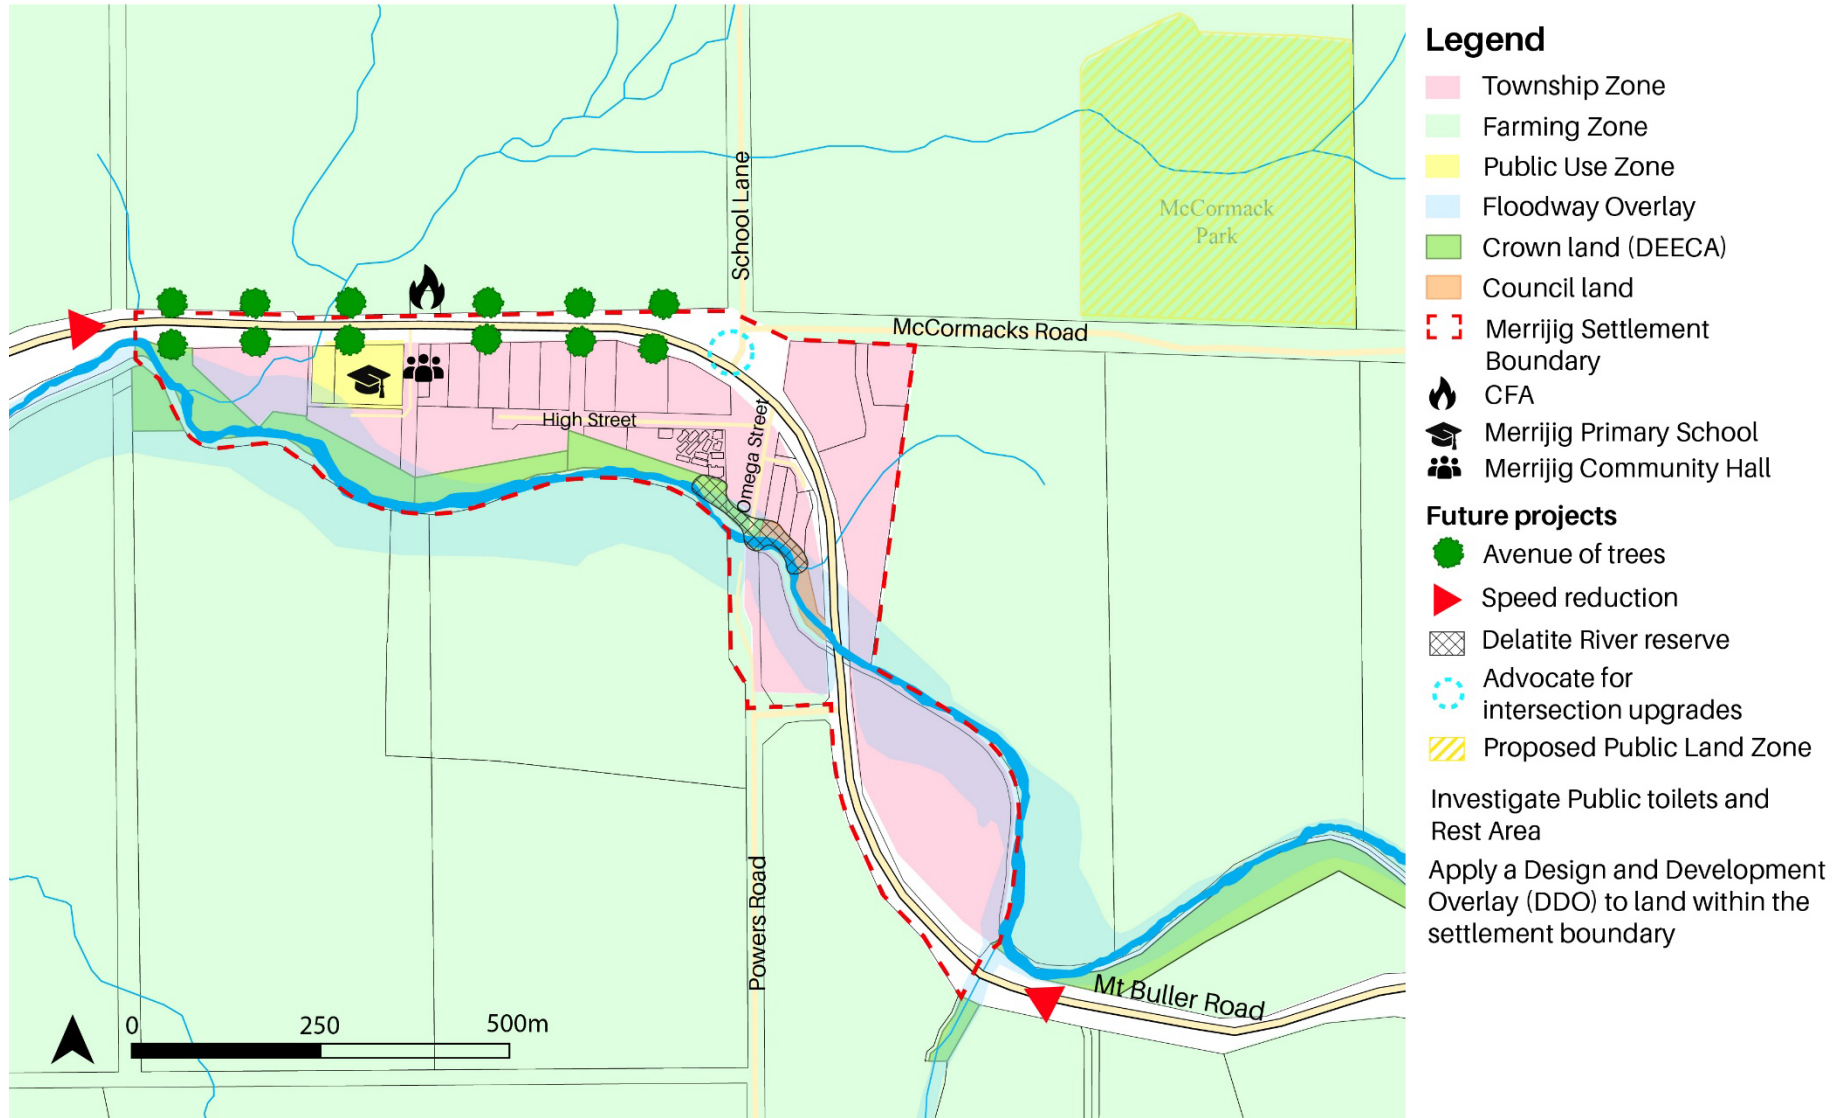 School Lane
McCormack
Park
McCormacks Road
High Street
Omega Street
Powers Road
Mt Buller Road
0 250 500m
Legend
Township Zone
Farming Zone
Public Use Zone
Floodway Overlay
Crown land (DEECA)
Council land
Merrijig Settlement
Boundary
CFA
Merrijig Primary School
Merrijig Community Hall
Future projects
Avenue of trees
Speed reduction
Delatite River reserve
Advocate for
intersection upgrades
Proposed Public Land Zone
Investigate Public toilets and
Rest Area
Apply a Design and Development
Overlay (DDO) to land within the
settlement boundary